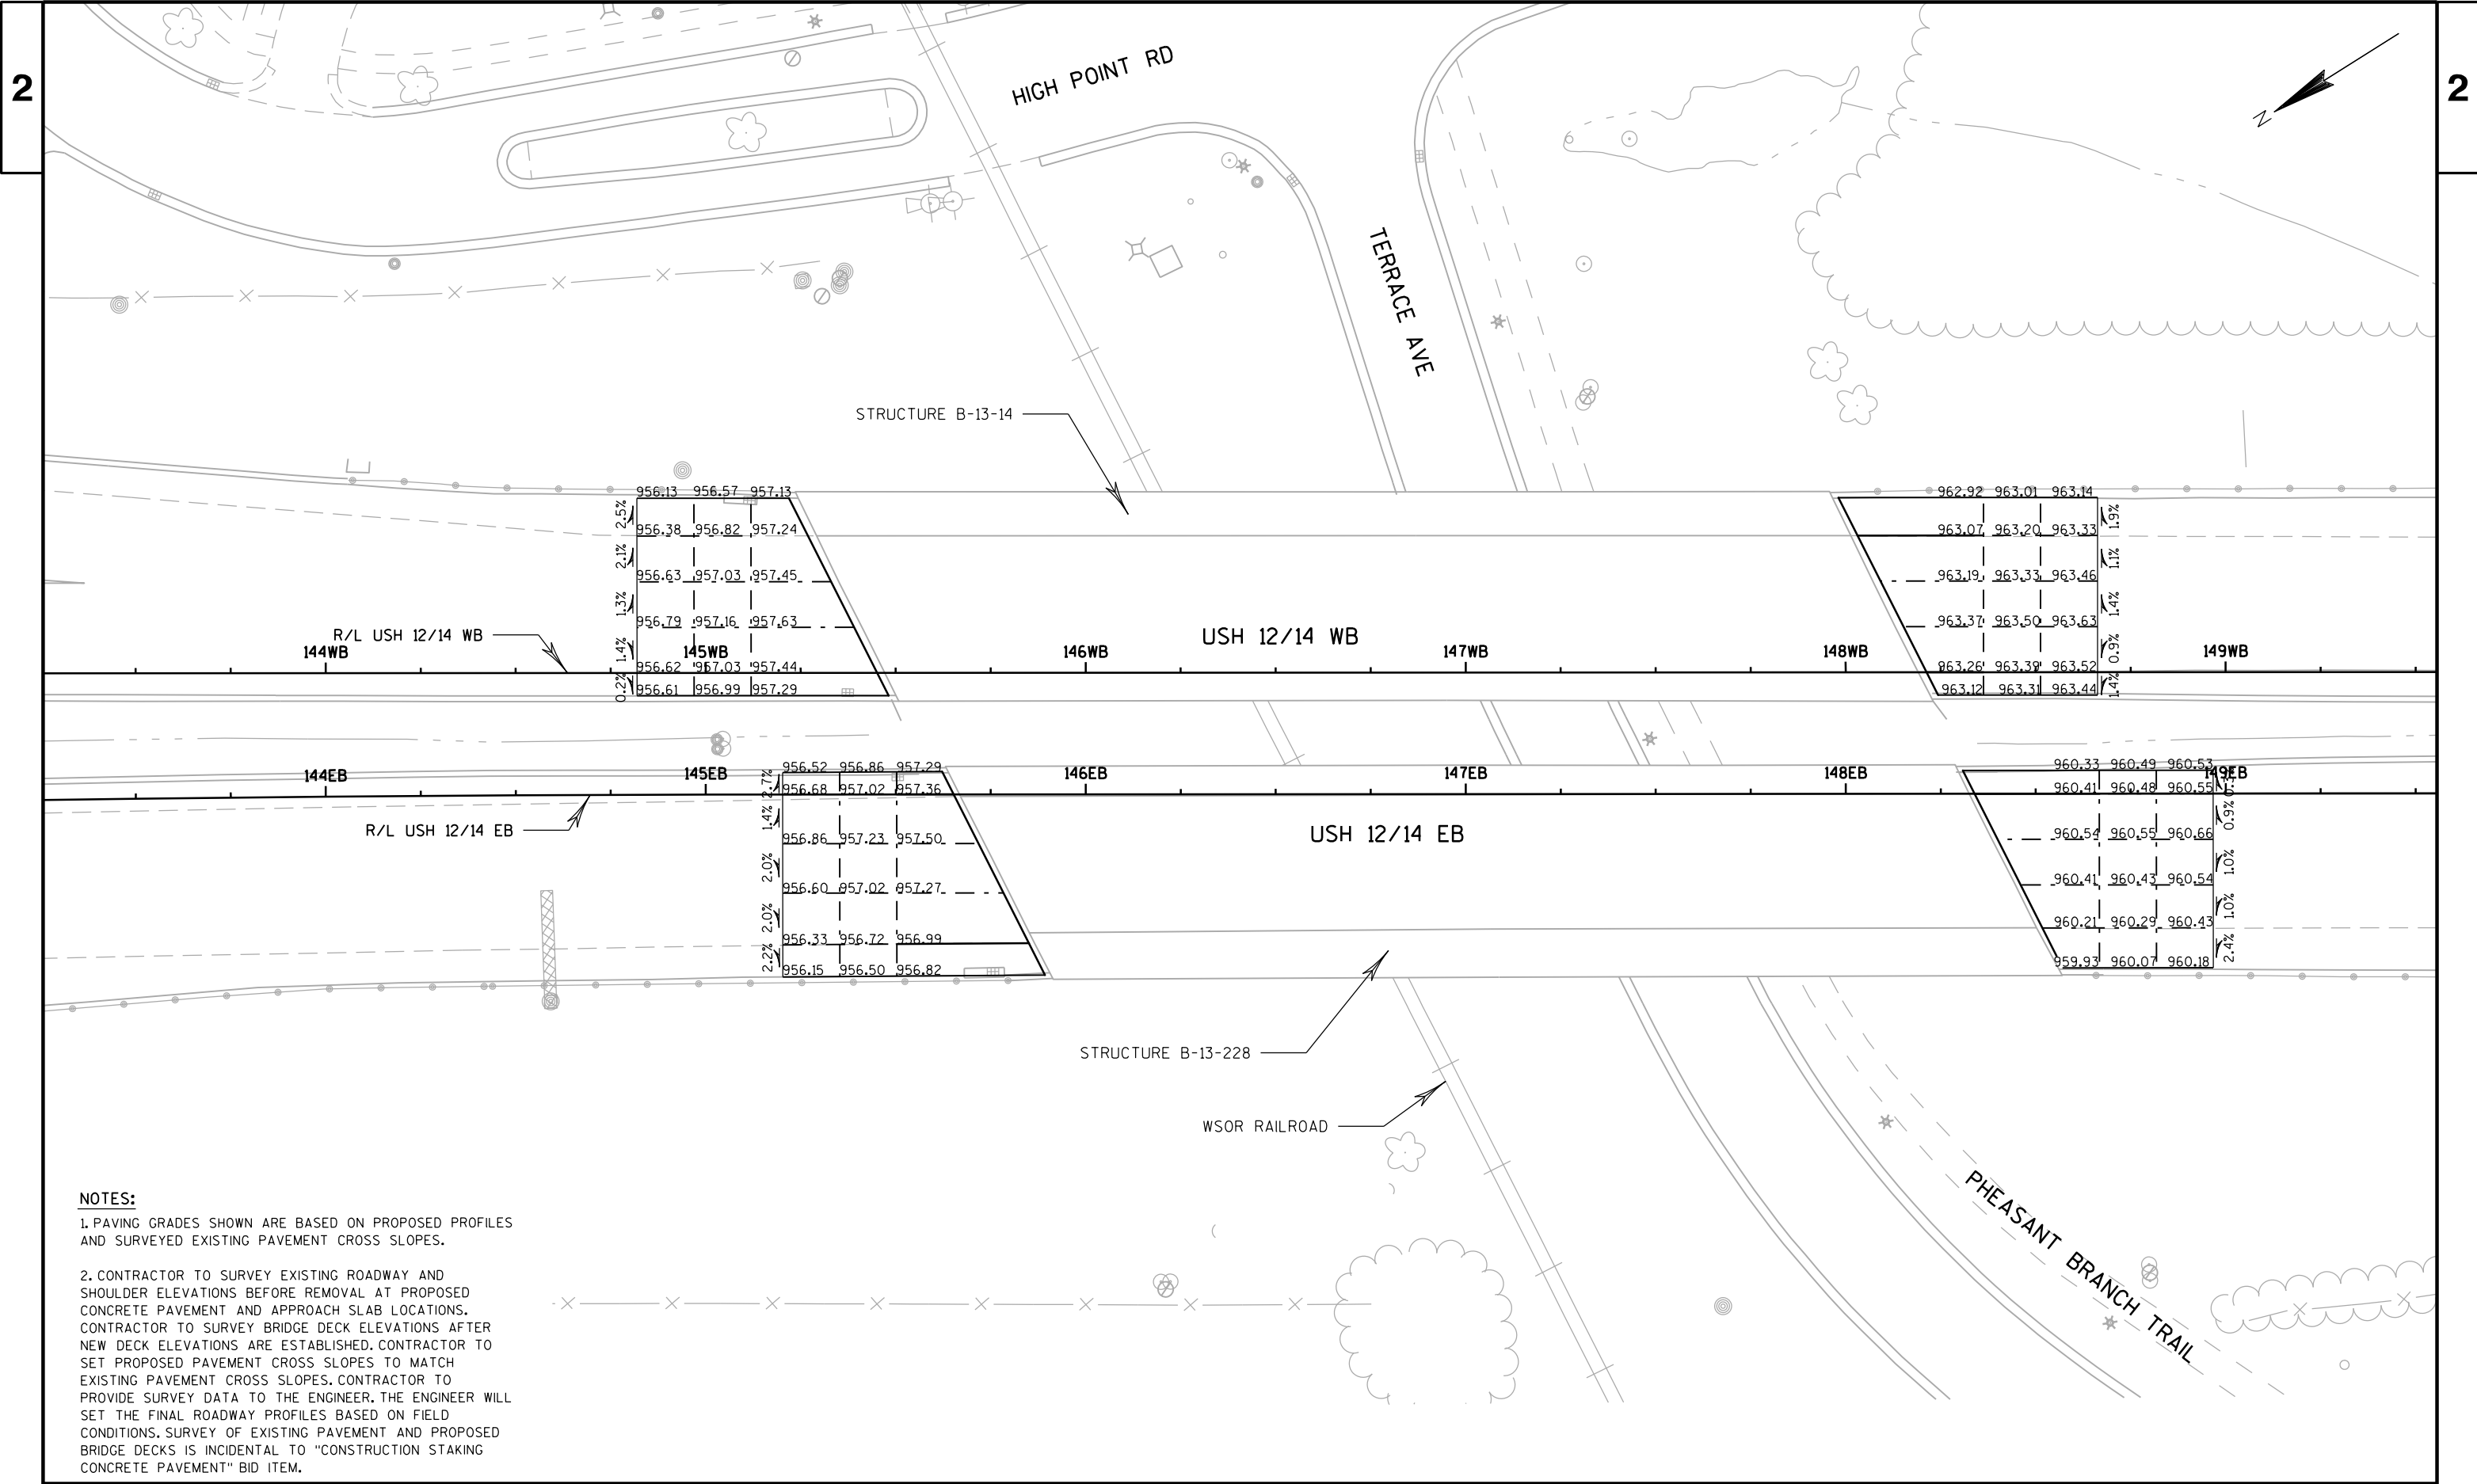 2
2
HIGH POINT RD
N
TERRACE AVE
STRUCTURE B-13-14
956.13 956.57 957.13
2.5%
956.38 956.82 957.24
2.1%
956.63 957.03 957.45
1.3%
956.79 957.16 957.63
1.4%
956.62 957.03 957.44
0.2%
956.61 956.99 957.29
962.92 963.01 963.14
1.9%
963.07 963.20 963.33
1.1%
963.19 963.33 963.46
1.4%
963.37 963.50 963.63
0.9%
963.26 963.39 963.52
1.4%
963.12 963.31 963.44
R/L USH 12/14 WB
USH 12/14 WB
144WB 145WB 146WB 147WB 148WB 149WB
144EB 145EB 146EB 147EB 148EB 149EB
R/L USH 12/14 EB
USH 12/14 EB
956.52 956.86 957.29
2.7%
956.68 957.02 957.36
1.4%
956.86 957.23 957.50
2.0%
956.60 957.02 957.27
2.0%
956.33 956.72 956.99
2.2%
956.15 956.50 956.82
960.33 960.49 960.53
960.41 960.48 960.55
0.9%
960.54 960.55 960.66
1.0%
960.41 960.43 960.54
1.0%
960.21 960.29 960.43
2.4%
959.93 960.07 960.18
STRUCTURE B-13-228
WSOR RAILROAD
PHEASANT BRANCH TRAIL
NOTES:
1. PAVING GRADES SHOWN ARE BASED ON PROPOSED PROFILES
AND SURVEYED EXISTING PAVEMENT CROSS SLOPES.
2. CONTRACTOR TO SURVEY EXISTING ROADWAY AND
SHOULDER ELEVATIONS BEFORE REMOVAL AT PROPOSED
CONCRETE PAVEMENT AND APPROACH SLAB LOCATIONS.
CONTRACTOR TO SURVEY BRIDGE DECK ELEVATIONS AFTER
NEW DECK ELEVATIONS ARE ESTABLISHED. CONTRACTOR TO
SET PROPOSED PAVEMENT CROSS SLOPES TO MATCH
EXISTING PAVEMENT CROSS SLOPES. CONTRACTOR TO
PROVIDE SURVEY DATA TO THE ENGINEER. THE ENGINEER WILL
SET THE FINAL ROADWAY PROFILES BASED ON FIELD
CONDITIONS. SURVEY OF EXISTING PAVEMENT AND PROPOSED
BRIDGE DECKS IS INCIDENTAL TO "CONSTRUCTION STAKING
CONCRETE PAVEMENT" BID ITEM.